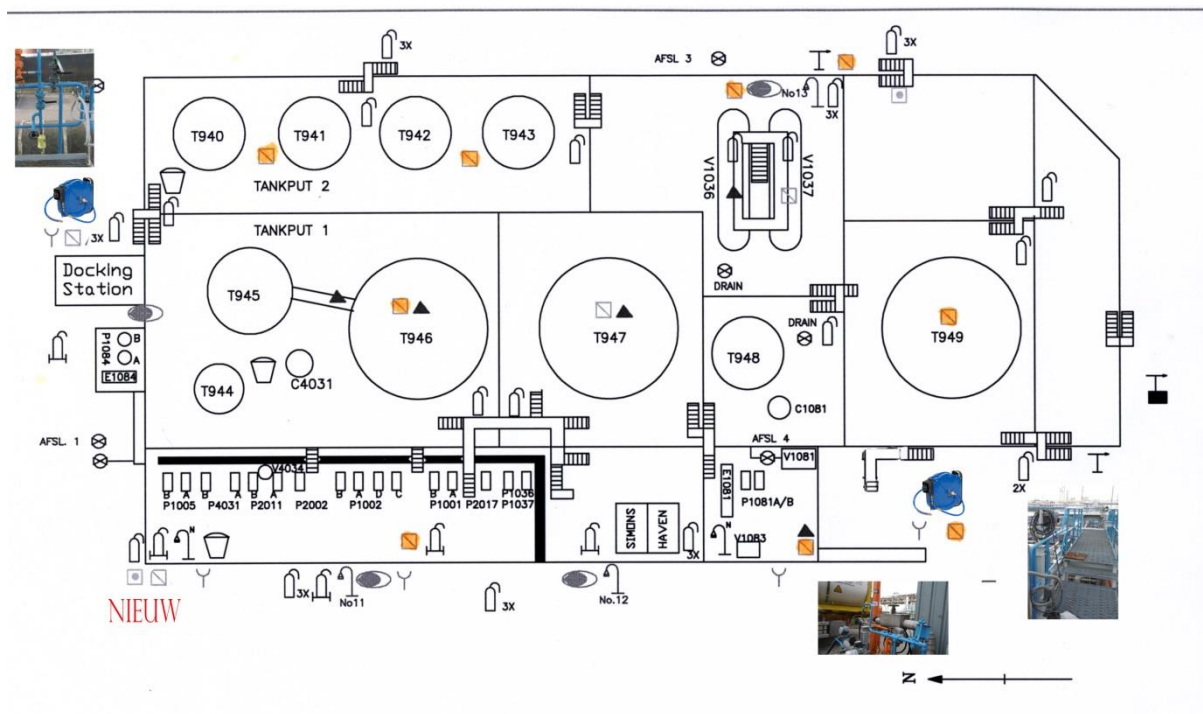 3X
3X
AFSL 3
No13
3X
T940
T941
T942
T943
V1036
V1037
TANKPUT 2
TANKPUT 1
3X
Docking
Station
T945
T946
T947
DRAIN
DRAIN
T948
T949
P1084
B
A
E1084
T944
C4031
C1081
AFSL. 1
AFSL 4
V4034
V1081
B A
P1005
B A
P4031
B A
P2011
P2002
B A D C
P1002
B A
P1001
P2017
P1036
P1037
E1081
P1081A/B
2X
N
SIMONS
HAVEN
3X
N
V1083
NIEUW
3X
No11
3X
No.12
N